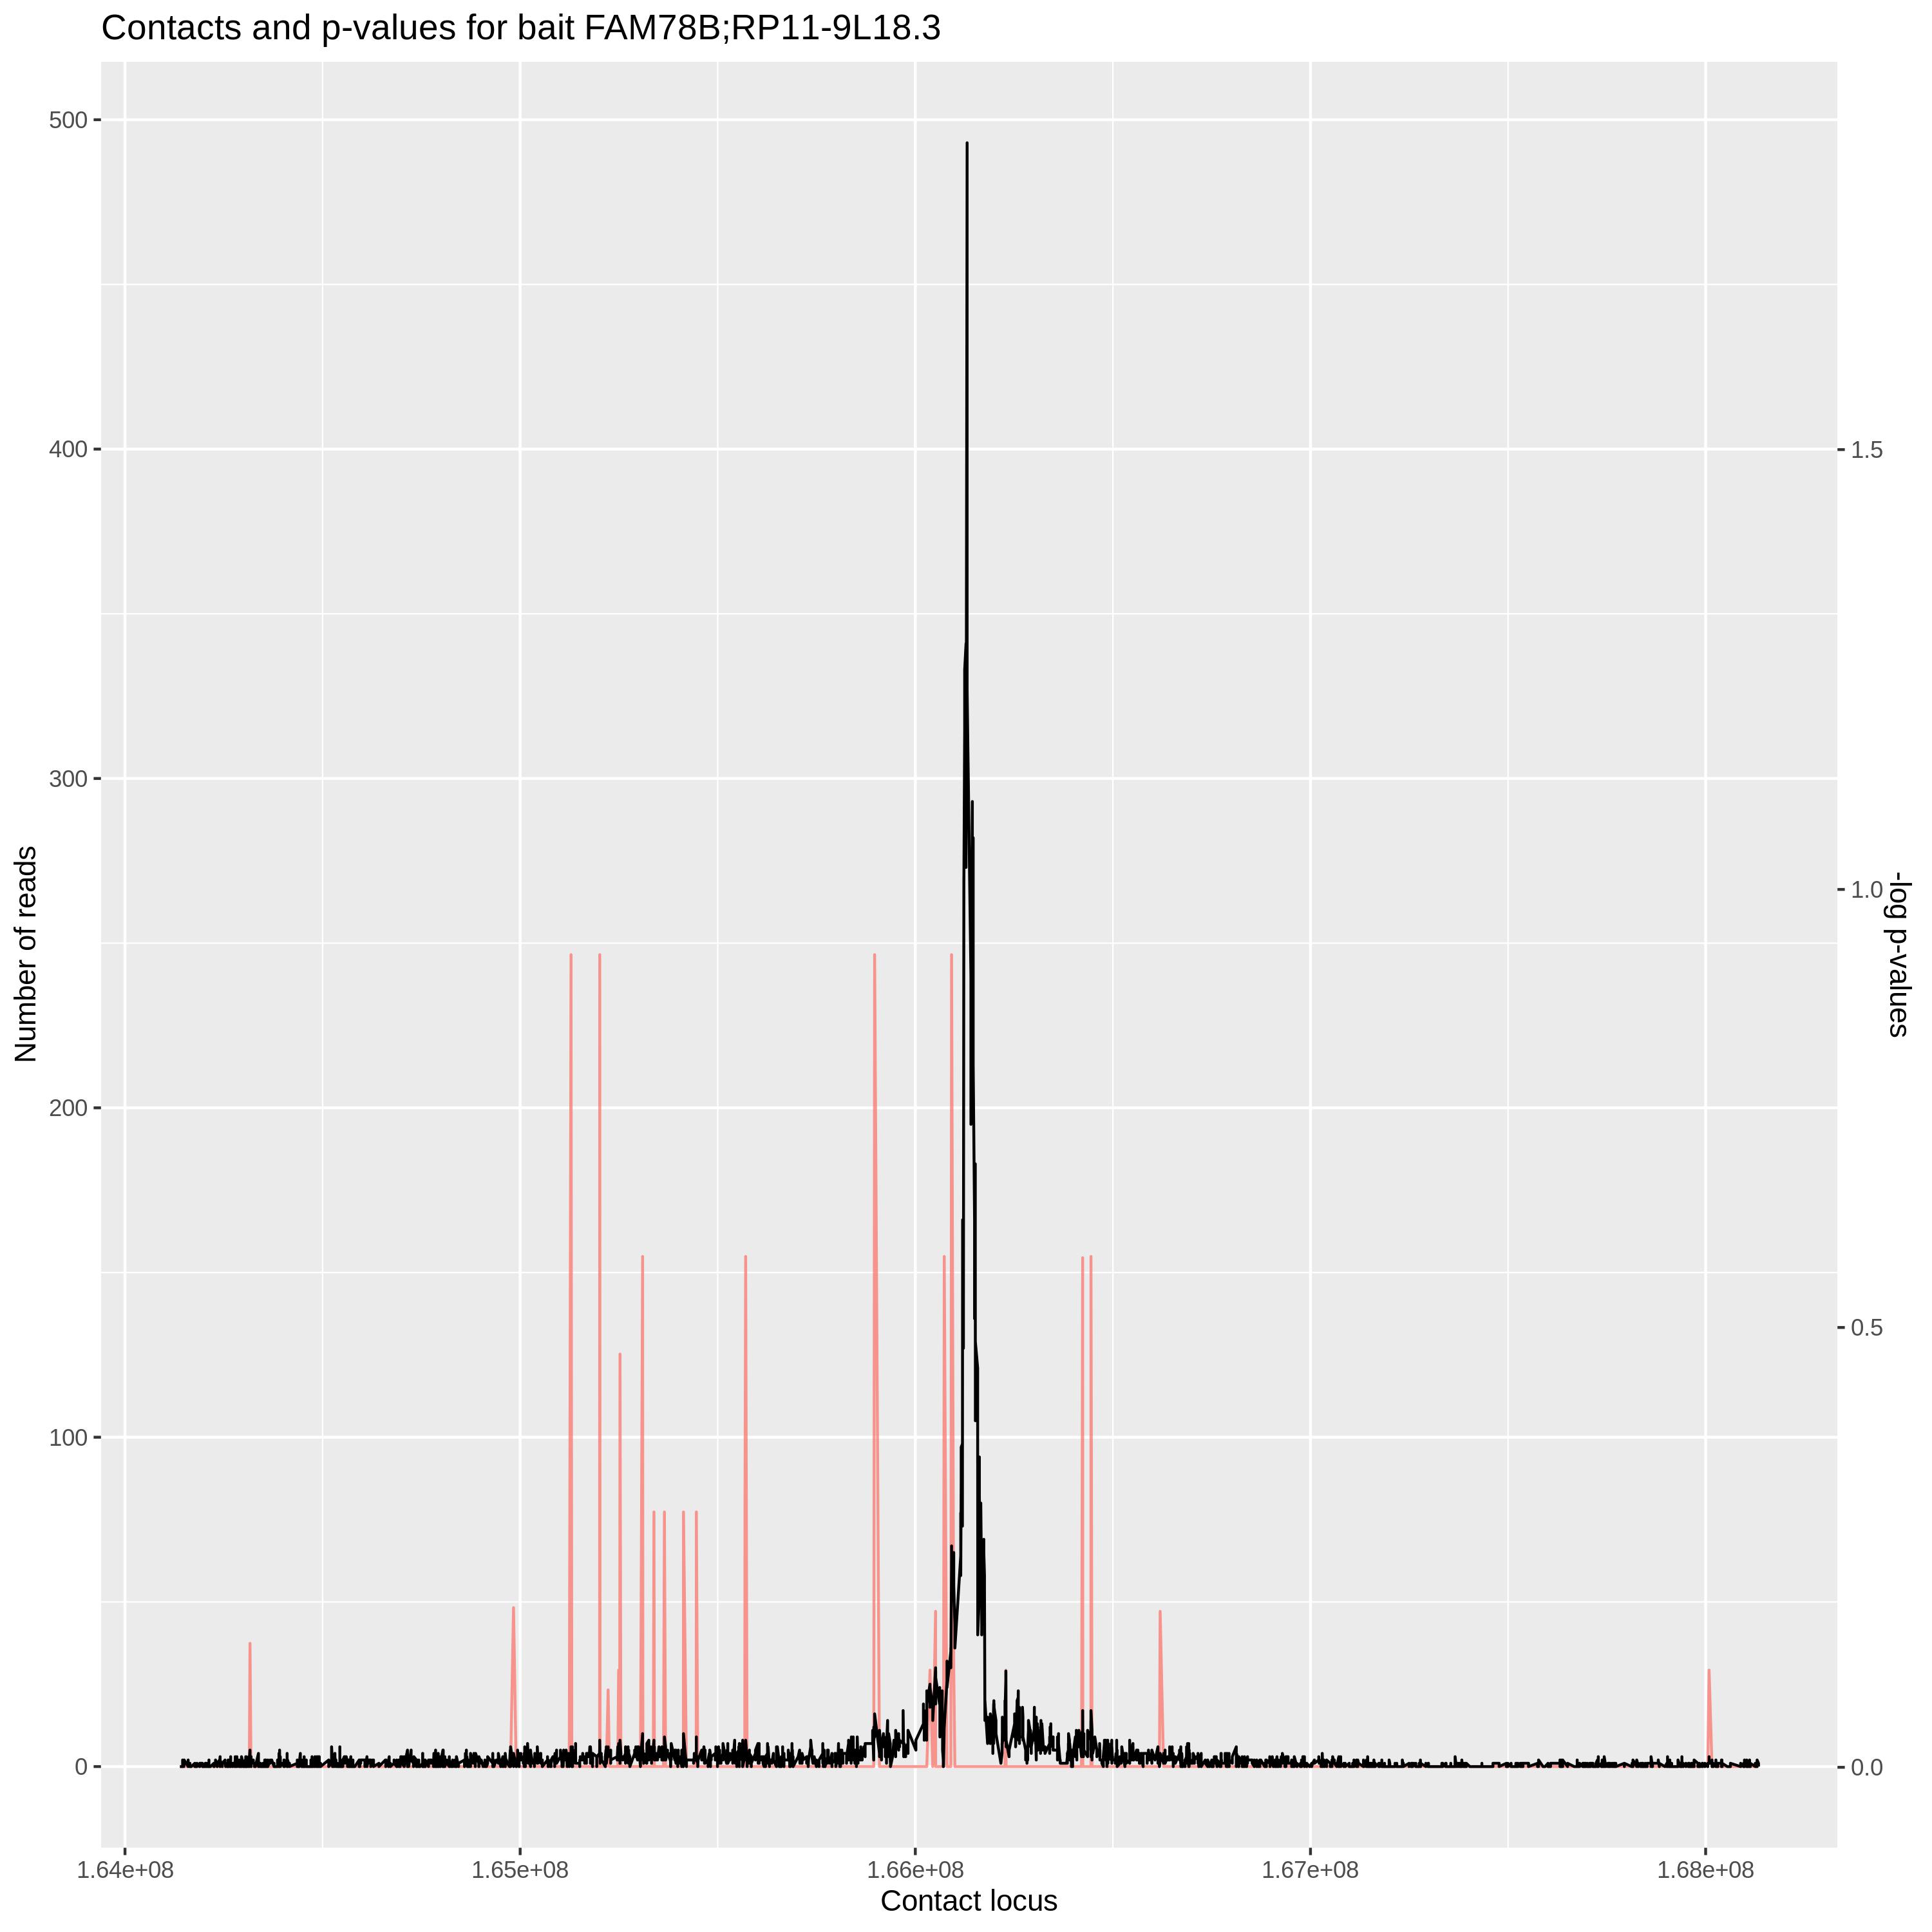 Contacts and p-values for bait FAM78B;RP11-9L18.3
500
400
300
200
100
0
Number of reads
1.5
1.0
0.5
0.0
-log p-values
1.64e+08
1.65e+08
1.66e+08
1.67e+08
1.68e+08
Contact locus